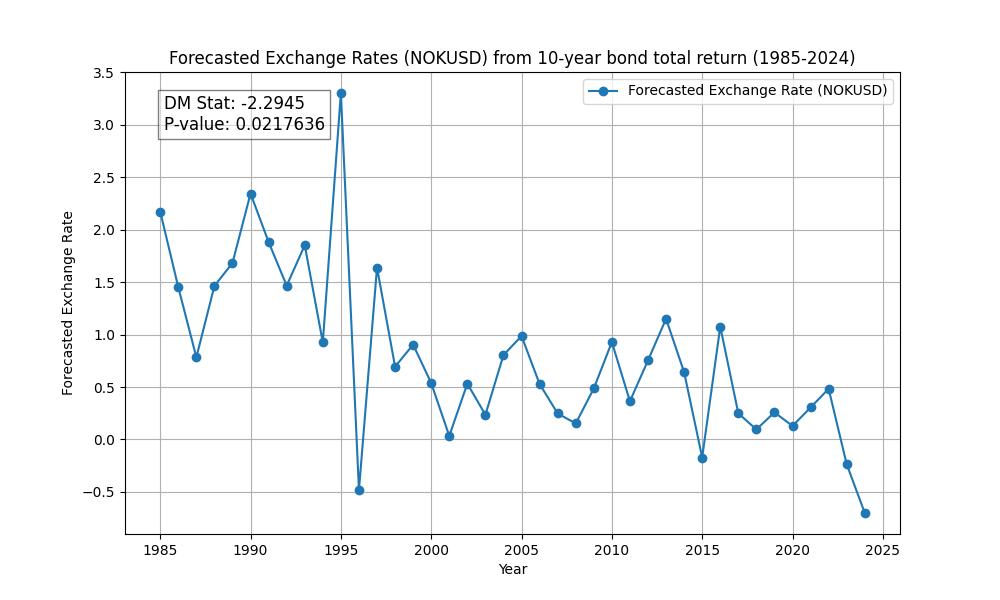 Forecasted Exchange Rates (NOKUSD) from 10-year bond total return (1985-2024)
DM Stat: -2.2945
P-value: 0.0217636
Forecasted Exchange Rate (NOKUSD)
Forecasted Exchange Rate
3.5
3.0
2.5
2.0
1.5
1.0
0.5
0.0
−0.5
1985 1990 1995 2000 2005 2010 2015 2020 2025
Year